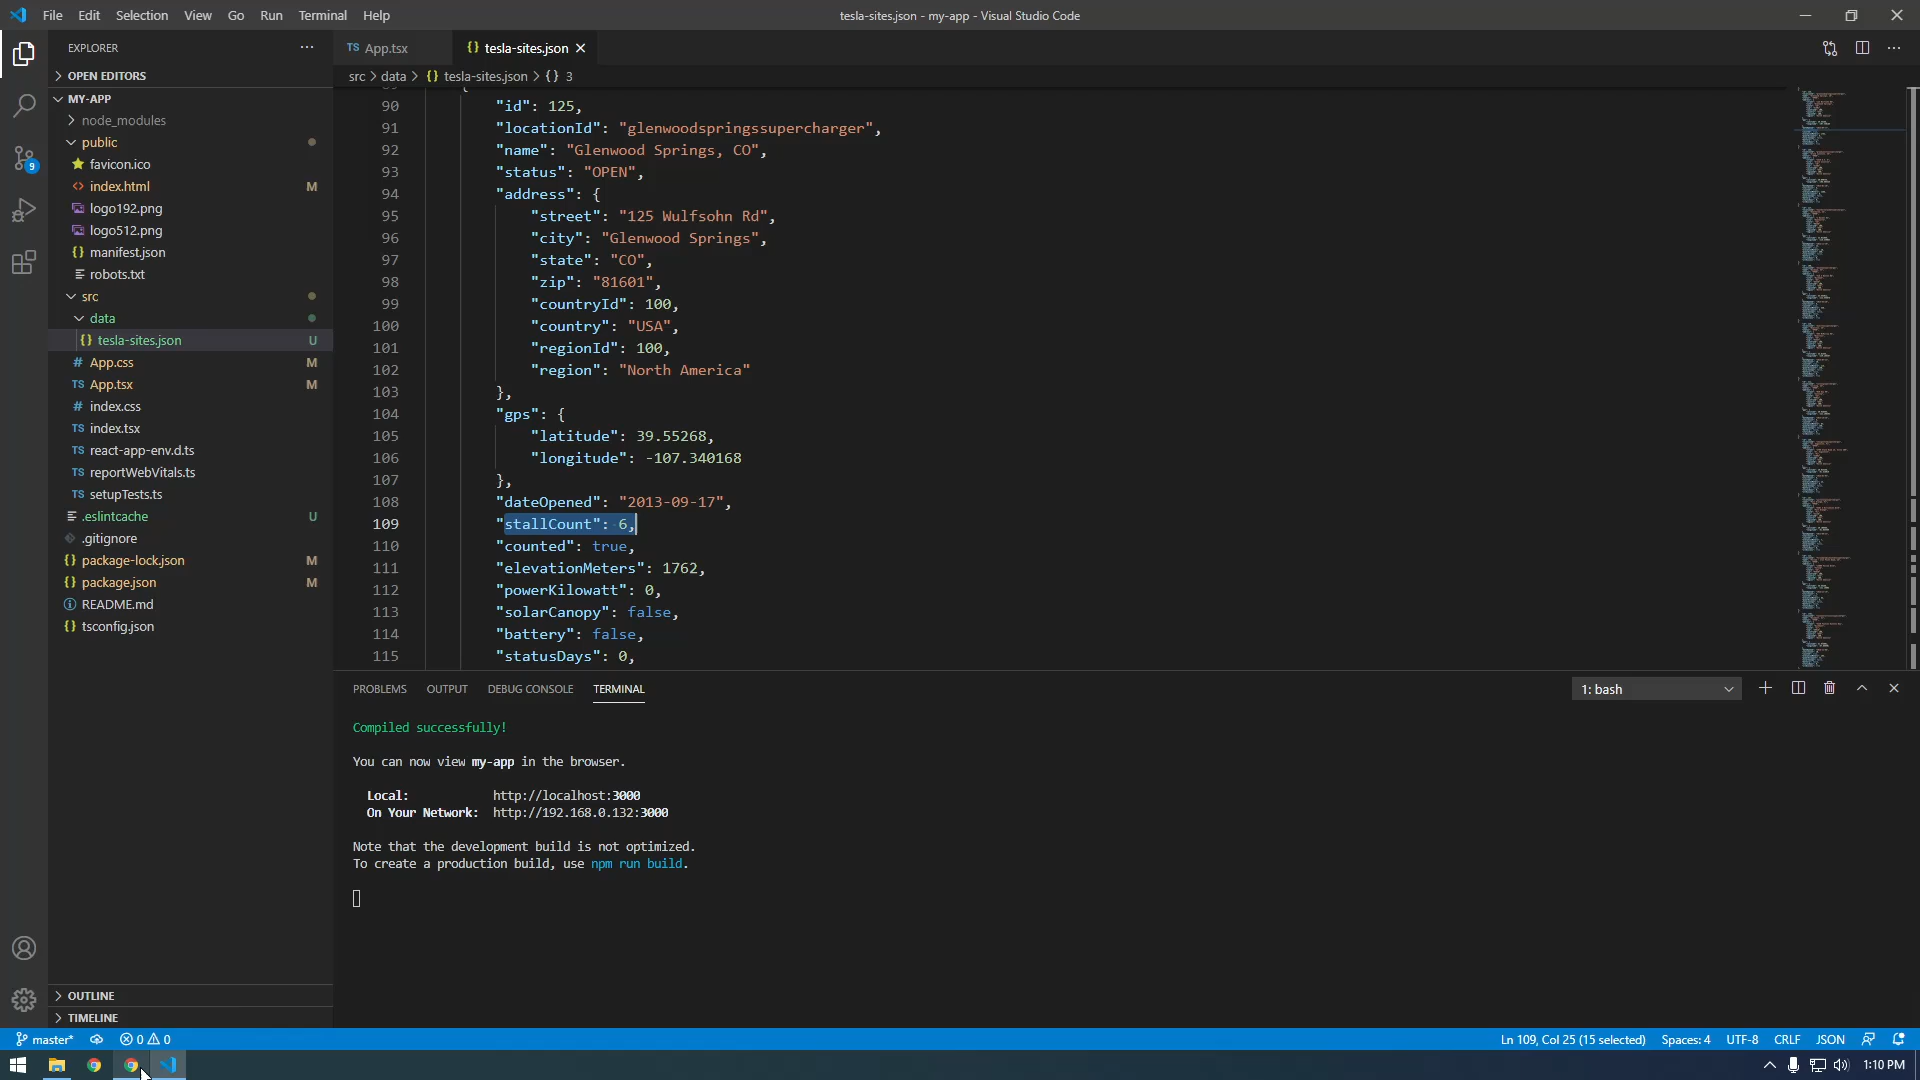 File Edit Selection View Go Run Terminal Help
tesla-sites.json - my-app - Visual Studio Code
EXPLORER
OPEN EDITORS
MY-APP
node_modules
public
favicon.ico
index.html M
logo192.png
logo512.png
manifest.json
robots.txt
src
data
tesla-sites.json U
App.css M
App.tsx M
index.css
index.tsx
react-app-env.d.ts
reportWebVitals.ts
setupTests.ts
.eslintcache U
.gitignore
package-lock.json M
package.json M
README.md
tsconfig.json
OUTLINE
TIMELINE
9
TS App.tsx {} tesla-sites.json
src > data > {} tesla-sites.json > {} 3
90 "id": 125,
91 "locationId": "glenwoodspringssupercharger",
92 "name": "Glenwood Springs, CO",
93 "status": "OPEN",
94 "address": {
95 "street": "125 Wulfsohn Rd",
96 "city": "Glenwood Springs",
97 "state": "CO",
98 "zip": "81601",
99 "countryId": 100,
100 "country": "USA",
101 "regionId": 100,
102 "region": "North America"
103 },
104 "gps": {
105 "latitude": 39.55268,
106 "longitude": -107.340168
107 },
108 "dateOpened": "2013-09-17",
109 "stallCount": 6,
110 "counted": true,
111 "elevationMeters": 1762,
112 "powerKilowatt": 0,
113 "solarCanopy": false,
114 "battery": false,
115 "statusDays": 0,
PROBLEMS OUTPUT DEBUG CONSOLE TERMINAL
1: bash
Compiled successfully!
You can now view my-app in the browser.
Local: http://localhost:3000
On Your Network: http://192.168.0.132:3000
Note that the development build is not optimized.
To create a production build, use npm run build.
master* 0 0
Ln 109, Col 25 (15 selected) Spaces: 4 UTF-8 CRLF JSON
1:10 PM